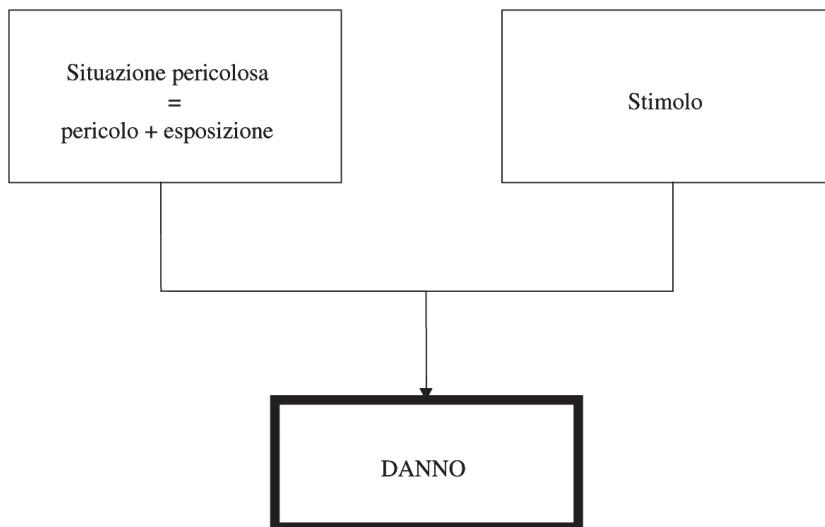 Situazione pericolosa
=
pericolo + esposizione
Stimolo
DANNO